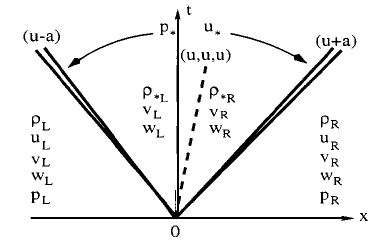 t
p* u*
(u-a) (u,u,u) (u+a)
ρ*L ρ*R
vL vR
wL wR
ρL ρR
uL uR
vL vR
wL wR
pL pR
0 x